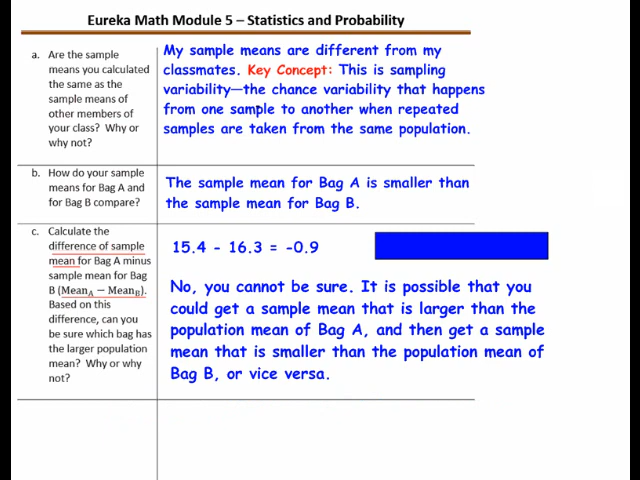 Eureka Math Module 5 – Statistics and Probability
a. Are the sample
means you calculated
the same as the
sample means of
other members of
your class? Why or
why not?
My sample means are different from my
classmates. Key Concept: This is sampling
variability—the chance variability that happens
from one sample to another when repeated
samples are taken from the same population.
b. How do your sample
means for Bag A and
for Bag B compare?
The sample mean for Bag A is smaller than
the sample mean for Bag B.
c. Calculate the
difference of sample
mean for Bag A minus
sample mean for Bag
B (Mean_A − Mean_B).
Based on this
difference, can you
be sure which bag has
the larger population
mean? Why or why
not?
15.4 - 16.3 = -0.9
No, you cannot be sure. It is possible that you
could get a sample mean that is larger than the
population mean of Bag A, and then get a sample
mean that is smaller than the population mean of
Bag B, or vice versa.